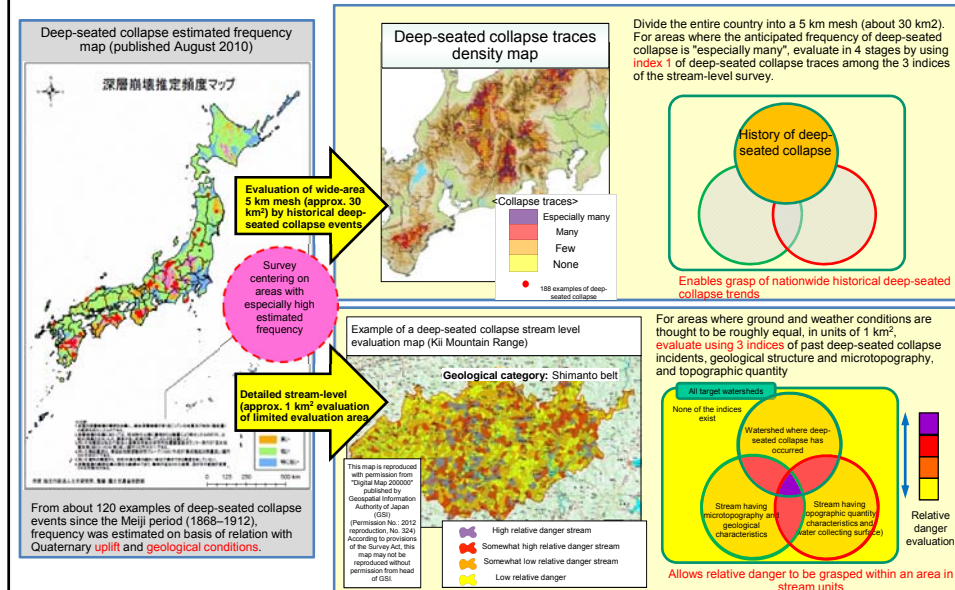 Deep-seated collapse estimated frequency
map (published August 2010)
深層崩壊推定頻度マップ
From about 120 examples of deep-seated collapse
events since the Meiji period (1868–1912),
frequency was estimated on basis of relation with
Quaternary uplift and geological conditions.
Evaluation of wide-area
5 km mesh (approx. 30
km²) by historical deep-
seated collapse events
Survey
centering on
areas with
especially high
estimated
frequency
Detailed stream-level
(approx. 1 km² evaluation
of limited evaluation area
Deep-seated collapse traces
density map
<Collapse traces>
Especially many
Many
Few
None
188 examples of deep-
seated collapse
Divide the entire country into a 5 km mesh (about 30 km2).
For areas where the anticipated frequency of deep-seated
collapse is "especially many", evaluate in 4 stages by using
index 1 of deep-seated collapse traces among the 3 indices
of the stream-level survey.
History of deep-
seated collapse
Enables grasp of nationwide historical deep-seated
collapse trends
Example of a deep-seated collapse stream level
evaluation map (Kii Mountain Range)
Geological category: Shimanto belt
This map is reproduced
with permission from
"Digital Map 200000"
published by
Geospatial Information
Authority of Japan
(GSI)
(Permission No.: 2012
reproduction, No. 324)
According to provisions
of the Survey Act, this
map may not be
reproduced without
permission from head
of GSI.
High relative danger stream
Somewhat high relative danger stream
Somewhat low relative danger stream
Low relative danger
For areas where ground and weather conditions are
thought to be roughly equal, in units of 1 km²,
evaluate using 3 indices of past deep-seated collapse
incidents, geological structure and microtopography,
and topographic quantity
All target watersheds
None of the indices
exist
Watershed where deep-
seated collapse has
occurred
Stream having
microtopography and
geological
characteristics
Stream having
topographic quantity
characteristics and
water collecting surface)
Relative
danger
evaluation
Allows relative danger to be grasped within an area in
stream units